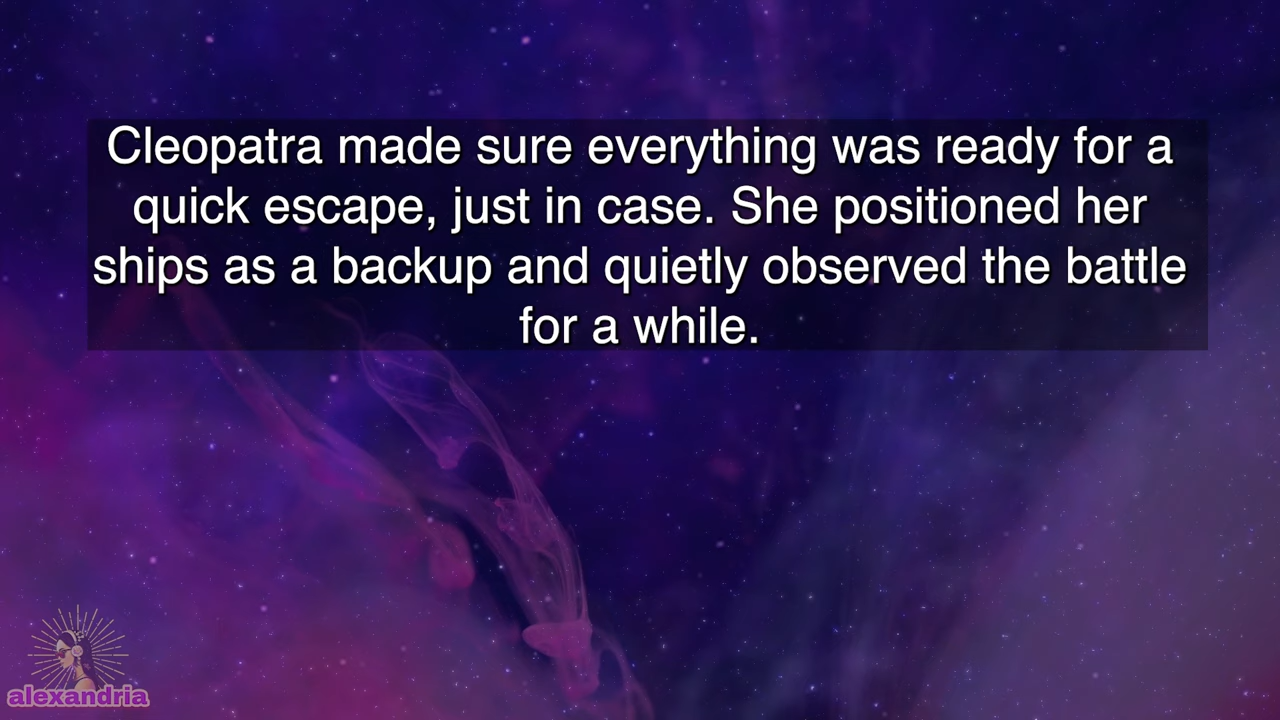 Cleopatra made sure everything was ready for a
quick escape, just in case. She positioned her
ships as a backup and quietly observed the battle
for a while.
alexandria